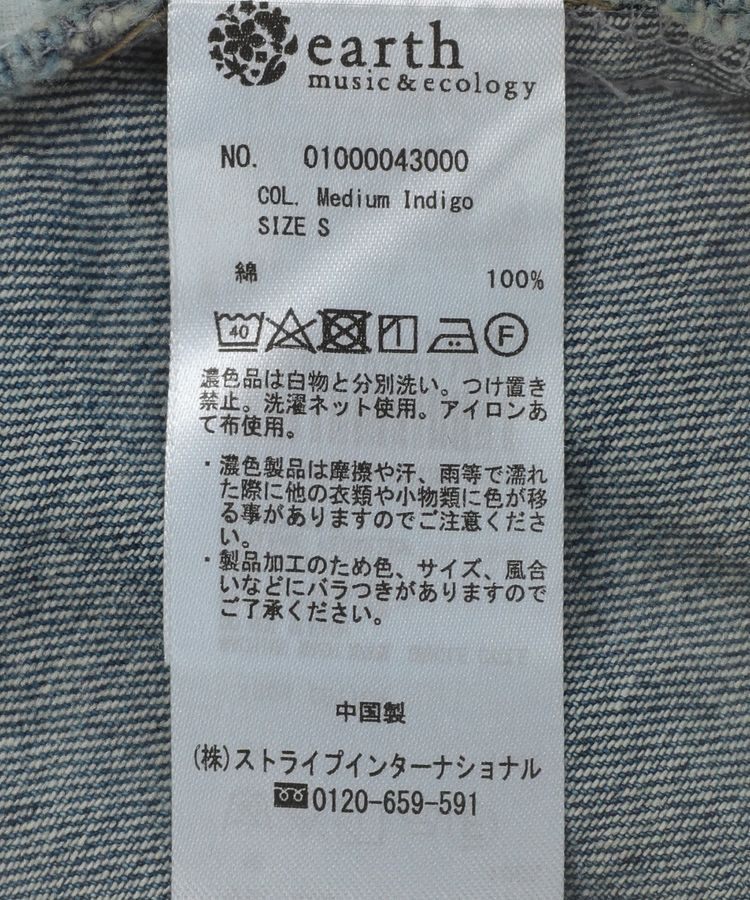 earth
music&ecology
NO. 01000043000
COL. Medium Indigo
SIZE S
綿 100%
40 F
濃色品は白物と分別洗い。つけ置き
禁止。洗濯ネット使用。アイロンあ
て布使用。
・濃色製品は摩擦や汗、雨等で濡れ
た際に他の衣類や小物類に色が移
る事がありますのでご注意くださ
い。
・製品加工のため色、サイズ、風合
いなどにバラつきがありますので
ご了承ください。
中国製
(株)ストライプインターナショナル
0120-659-591